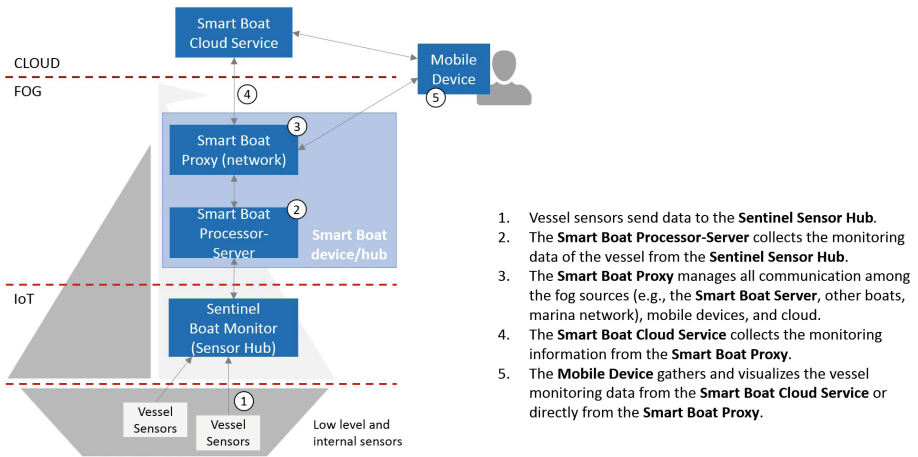 Smart Boat
Cloud Service
Mobile
Device
CLOUD
FOG
4
5
3
Smart Boat
Proxy (network)
2
Smart Boat
Processor-
Server
Smart Boat
device/hub
IoT
Sentinel
Boat Monitor
(Sensor Hub)
1
Vessel
Sensors
Vessel
Sensors
Low level and
internal sensors
1. Vessel sensors send data to the Sentinel Sensor Hub.
2. The Smart Boat Processor-Server collects the monitoring
data of the vessel from the Sentinel Sensor Hub.
3. The Smart Boat Proxy manages all communication among
the fog sources (e.g., the Smart Boat Server, other boats,
marina network), mobile devices, and cloud.
4. The Smart Boat Cloud Service collects the monitoring
information from the Smart Boat Proxy.
5. The Mobile Device gathers and visualizes the vessel
monitoring data from the Smart Boat Cloud Service or
directly from the Smart Boat Proxy.